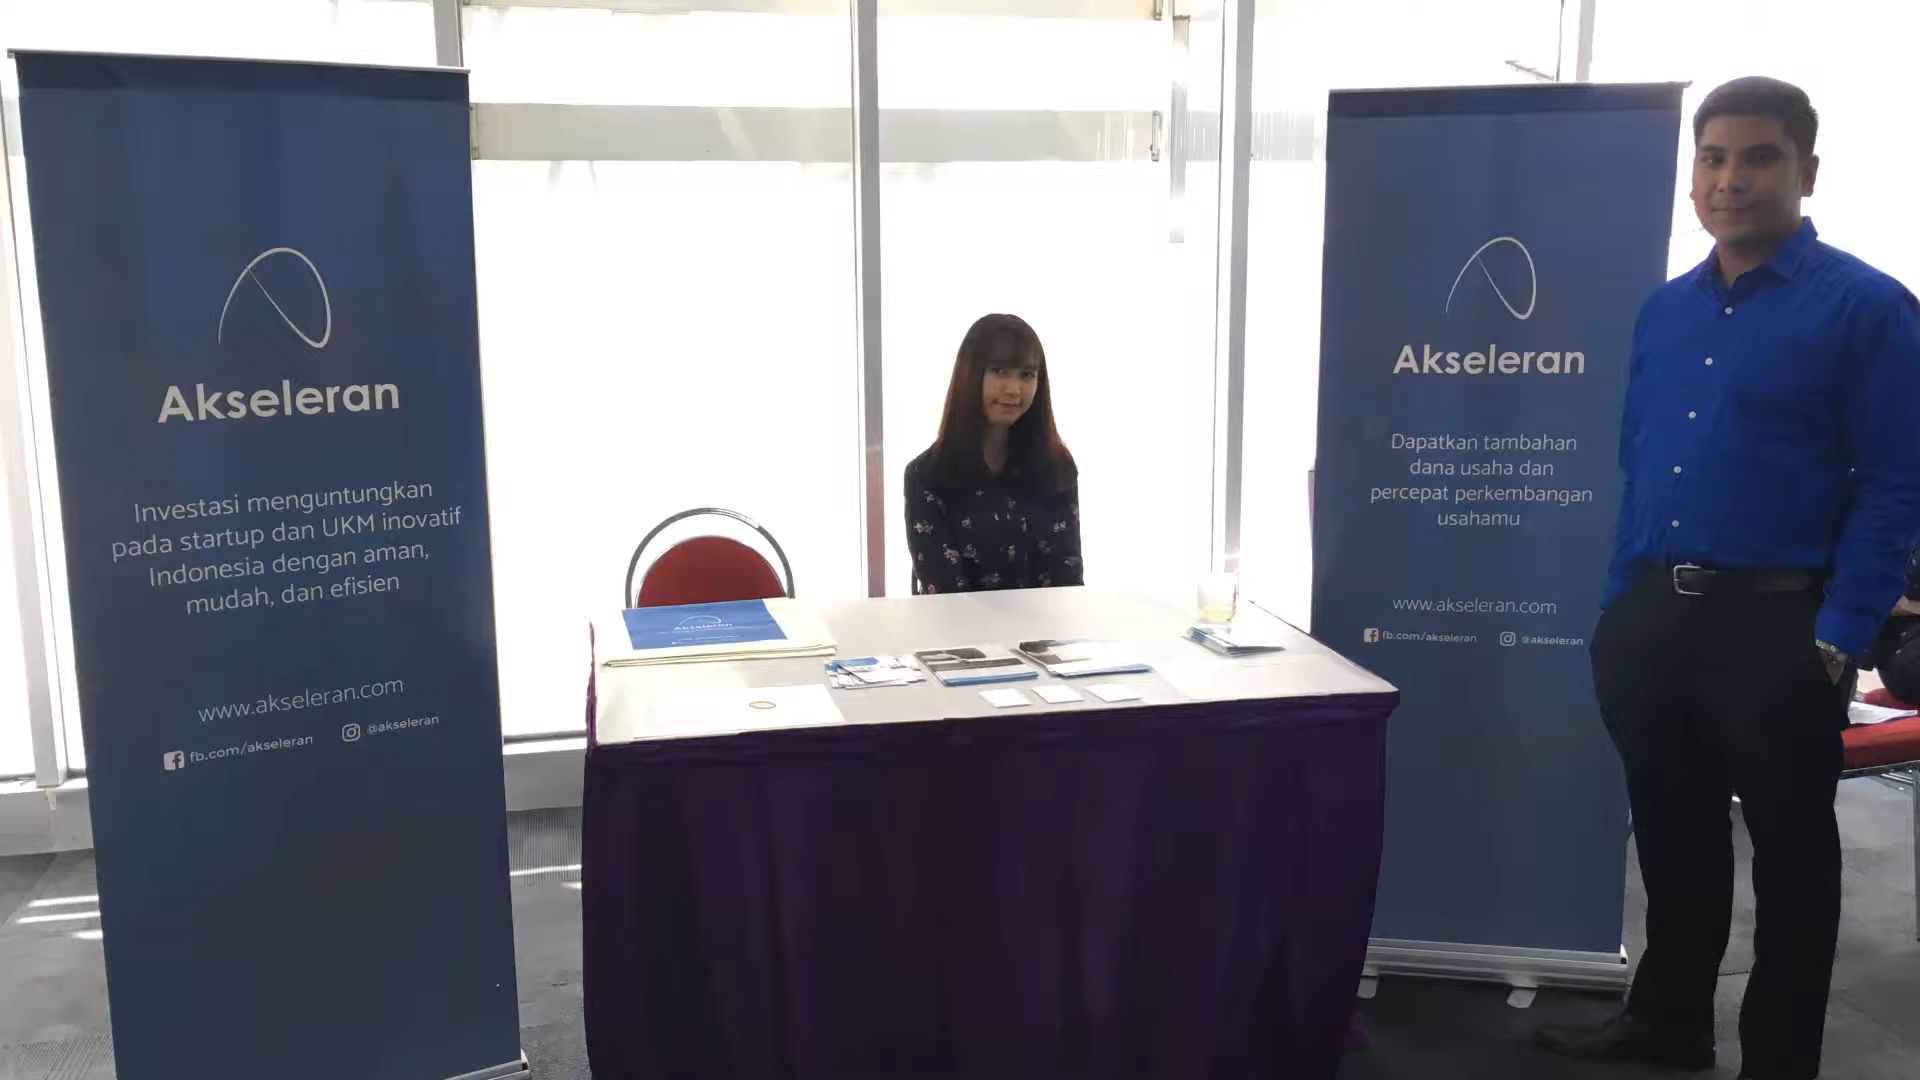 Akseleran
Investasi menguntungkan
pada startup dan UKM inovatif
Indonesia dengan aman,
mudah, dan efisien
www.akseleran.com
fb.com/akseleran @akseleran
Akseleran
Akseleran
Dapatkan tambahan
dana usaha dan
percepat perkembangan
usahamu
www.akseleran.com
fb.com/akseleran @akseleran